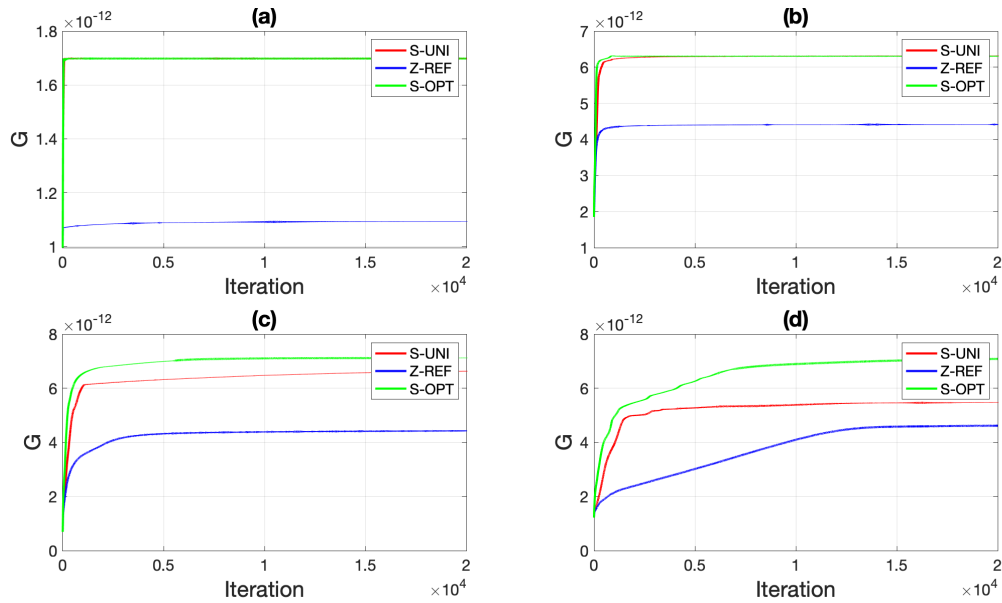 (a)
×10⁻¹²
1.8
1.6
1.4
1.2
1
G
S-UNI
Z-REF
S-OPT
0 0.5 1 1.5 2
Iteration
×10⁴
(b)
×10⁻¹²
7
6
5
4
3
2
1
G
S-UNI
Z-REF
S-OPT
0 0.5 1 1.5 2
Iteration
×10⁴
(c)
×10⁻¹²
8
6
4
2
0
G
S-UNI
Z-REF
S-OPT
0 0.5 1 1.5 2
Iteration
×10⁴
(d)
×10⁻¹²
8
6
4
2
0
G
S-UNI
Z-REF
S-OPT
0 0.5 1 1.5 2
Iteration
×10⁴